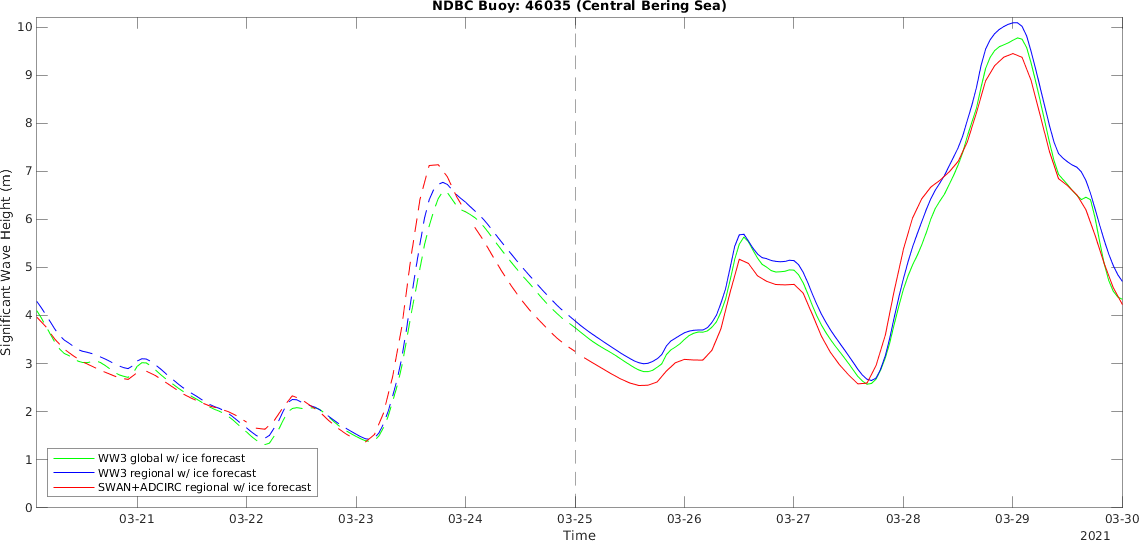 NDBC Buoy: 46035 (Central Bering Sea)
10
9
8
7
6
5
4
3
2
1
0
Significant Wave Height (m)
WW3 global w/ ice forecast
WW3 regional w/ ice forecast
SWAN+ADCIRC regional w/ ice forecast
03-21 03-22 03-23 03-24 03-25 03-26 03-27 03-28 03-29 03-30
Time
2021